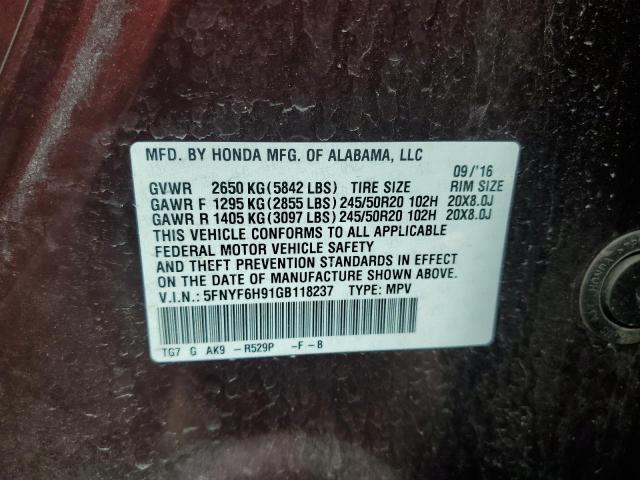 MFD. BY HONDA MFG. OF ALABAMA, LLC
09/'16
GVWR 2650 KG(5842 LBS) TIRE SIZE RIM SIZE
GAWR F 1295 KG(2855 LBS)245/50R20 102H 20X8.0J
GAWR R 1405 KG(3097 LBS)245/50R20 102H 20X8.0J
THIS VEHICLE CONFORMS TO ALL APPLICABLE
FEDERAL MOTOR VEHICLE SAFETY
AND THEFT PREVENTION STANDARDS IN EFFECT
ON THE DATE OF MANUFACTURE SHOWN ABOVE.
V.I.N.: 5FNYF6H91GB118237 TYPE: MPV
TG7 G AK9 -R529P -F-B